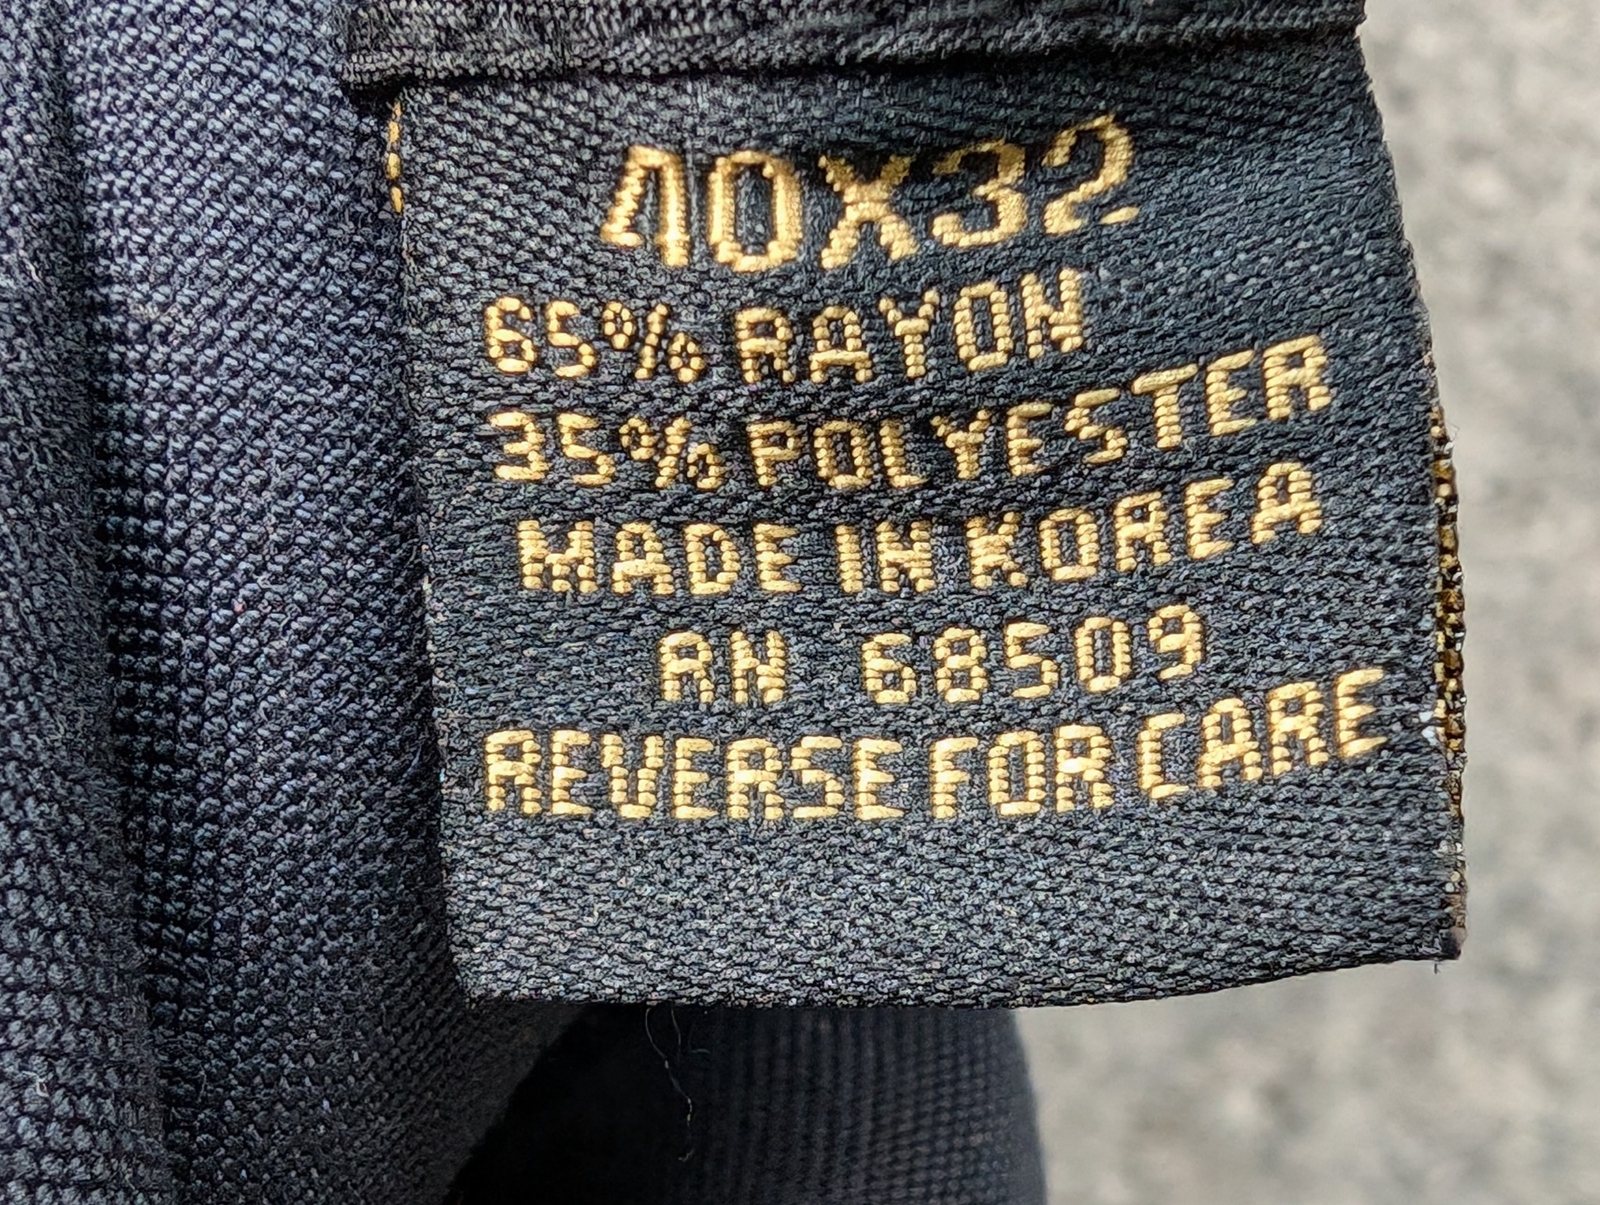 40X32
65% RAYON
35% POLYESTER
MADE IN KOREA
RN 68509
REVERSE FOR CARE